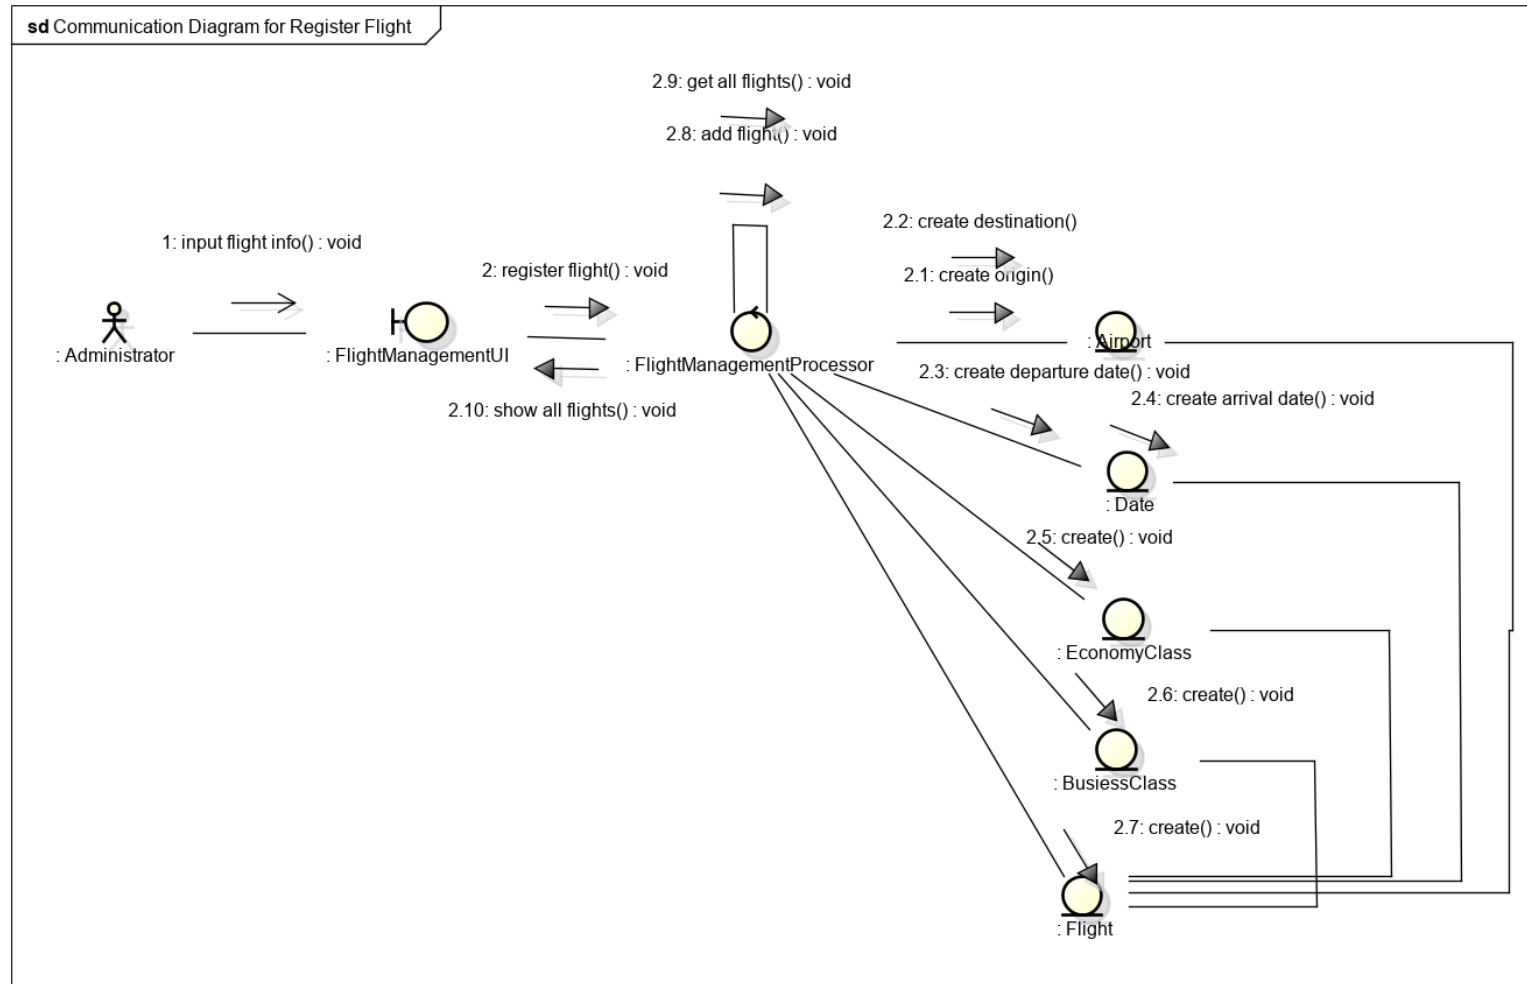 sd Communication Diagram for Register Flight
2.9: get all flights() : void
2.8: add flight() : void
2.2: create destination()
1: input flight info() : void
2: register flight() : void
2.1: create origin()
: Administrator
: FlightManagementUI
: FlightManagementProcessor
: Airport
2.3: create departure date() : void
2.4: create arrival date() : void
2.10: show all flights() : void
: Date
2.5: create() : void
: EconomyClass
2.6: create() : void
: BusiessClass
2.7: create() : void
: Flight